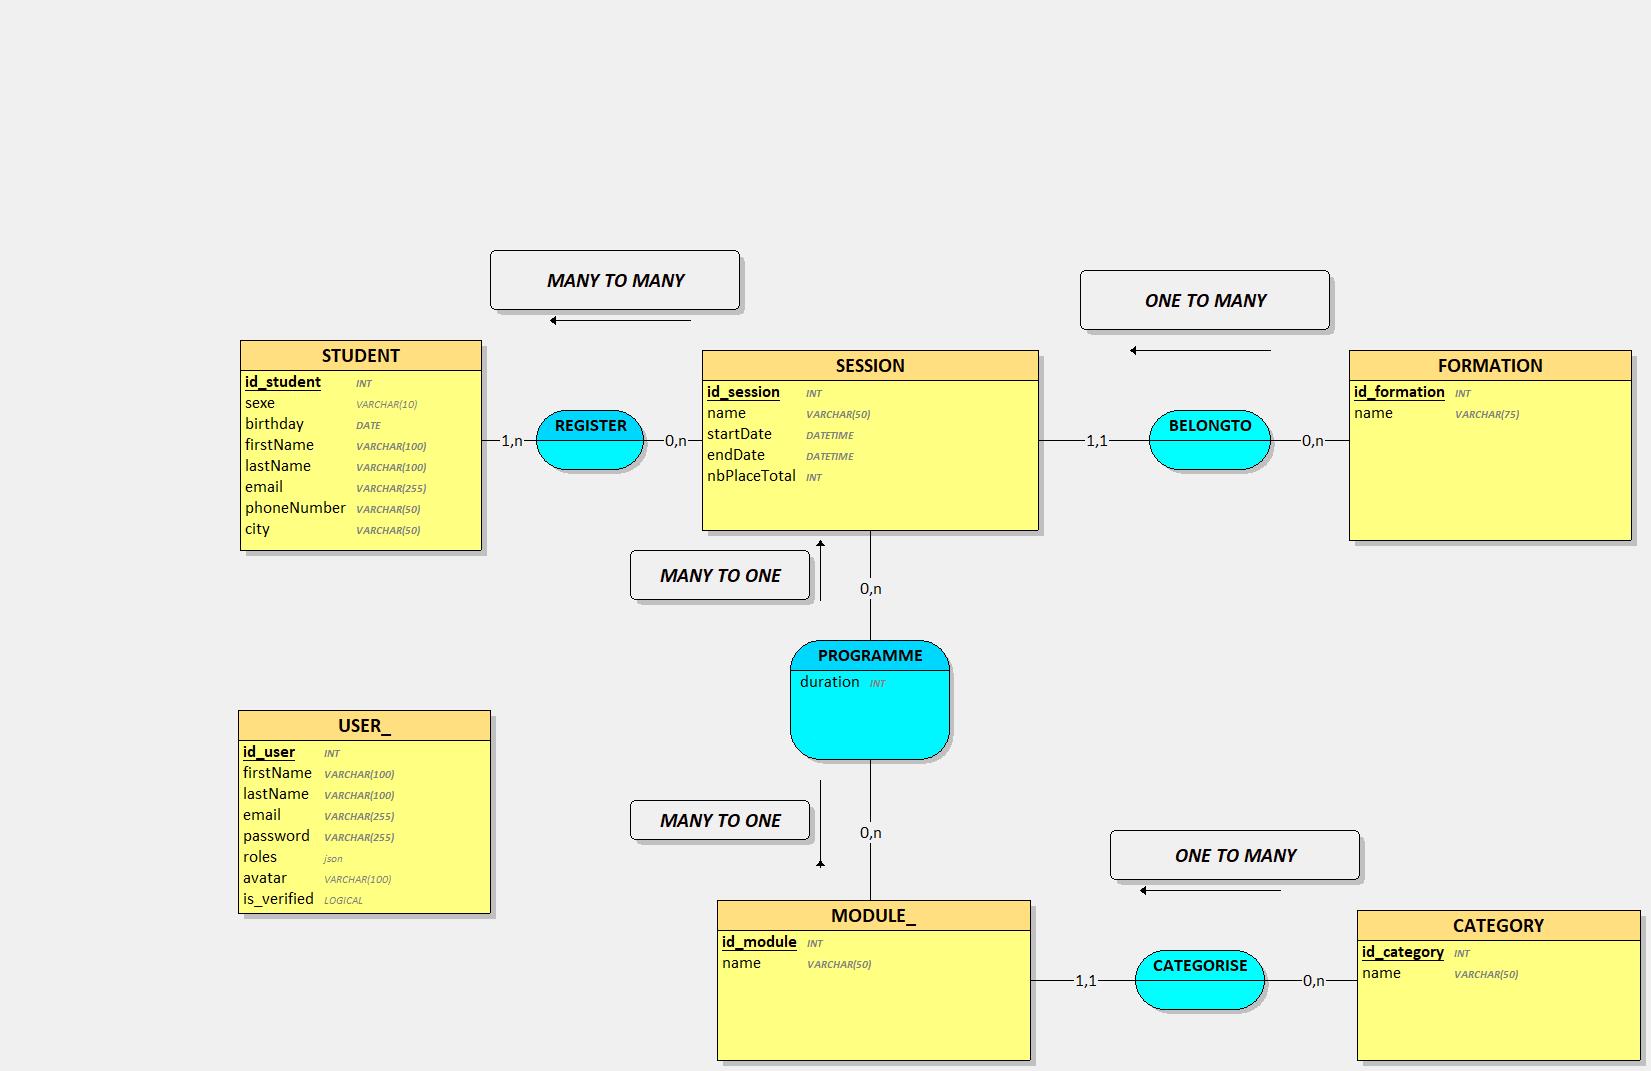 MANY TO MANY
ONE TO MANY
STUDENT
id_student INT
sexe VARCHAR(10)
birthday DATE
firstName VARCHAR(100)
lastName VARCHAR(100)
email VARCHAR(255)
phoneNumber VARCHAR(50)
city VARCHAR(50)
1,n
REGISTER
0,n
SESSION
id_session INT
name VARCHAR(50)
startDate DATETIME
endDate DATETIME
nbPlaceTotal INT
1,1
BELONGTO
0,n
FORMATION
id_formation INT
name VARCHAR(75)
MANY TO ONE
0,n
PROGRAMME
duration INT
USER_
id_user INT
firstName VARCHAR(100)
lastName VARCHAR(100)
email VARCHAR(255)
password VARCHAR(255)
roles json
avatar VARCHAR(100)
is_verified LOGICAL
MANY TO ONE
0,n
ONE TO MANY
MODULE_
id_module INT
name VARCHAR(50)
1,1
CATEGORISE
0,n
CATEGORY
id_category INT
name VARCHAR(50)